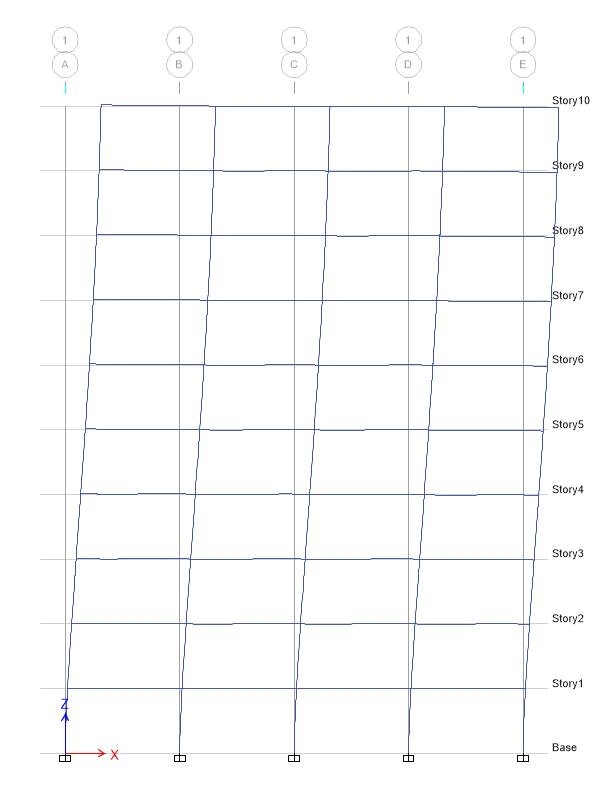 1 1 1 1 1
A B C D E
Story10
Story9
Story8
Story7
Story6
Story5
Story4
Story3
Story2
Story1
Z
Base
X